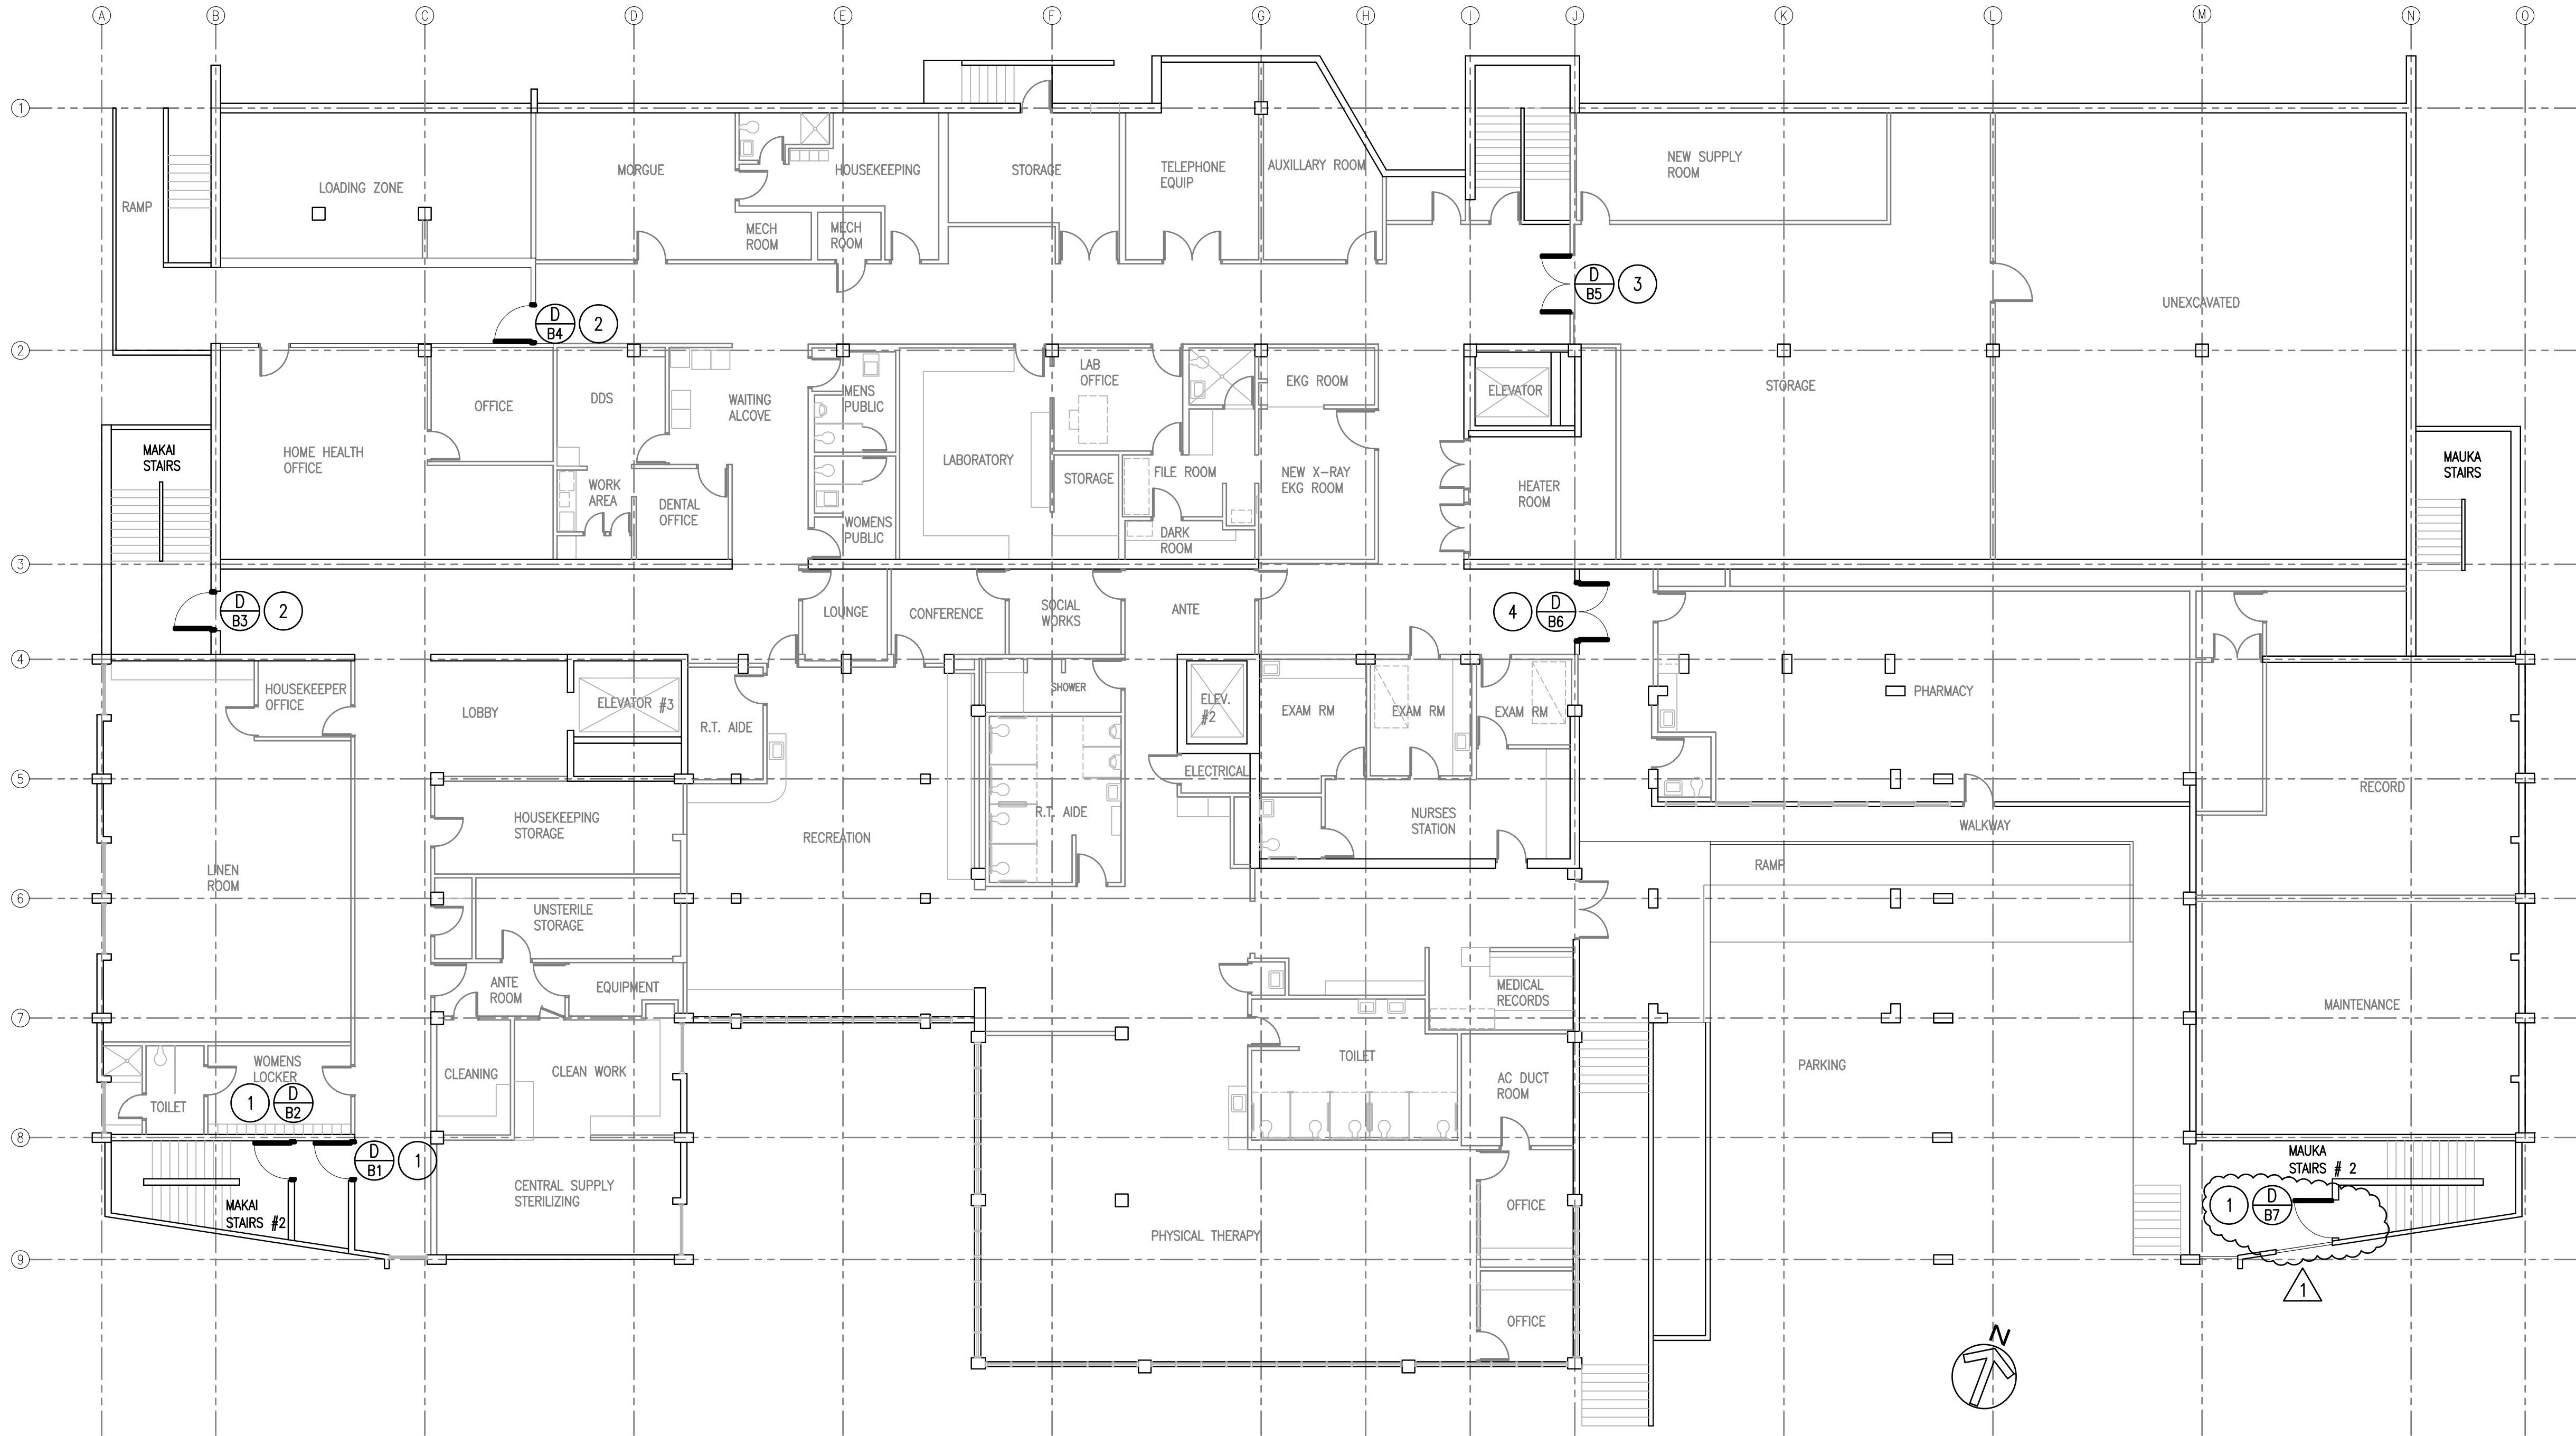 A
B
C
D
E
F
G
H
I
J
K
L
M
N
O
1
LOADING ZONE
RAMP
MORGUE
HOUSEKEEPING
MECH
ROOM
MECH
ROOM
STORAGE
TELEPHONE
EQUIP
AUXILLARY ROOM
NEW SUPPLY
ROOM
UNEXCAVATED
D
B4
2
D
B5
3
2
HOME HEALTH
OFFICE
OFFICE
DDS
WAITING
ALCOVE
WORK
AREA
DENTAL
OFFICE
MENS
PUBLIC
WOMENS
PUBLIC
LABORATORY
LAB
OFFICE
STORAGE
FILE ROOM
DARK
ROOM
EKG ROOM
NEW X-RAY
EKG ROOM
ELEVATOR
HEATER
ROOM
STORAGE
MAKAI
STAIRS
MAUKA
STAIRS
3
D
B3
2
LOUNGE
CONFERENCE
SOCIAL
WORKS
ANTE
4
D
B6
4
HOUSEKEEPER
OFFICE
LOBBY
ELEVATOR #3
R.T. AIDE
SHOWER
ELEV.
#2
EXAM RM
EXAM RM
EXAM RM
PHARMACY
5
ELECTRICAL
HOUSEKEEPING
STORAGE
RECREATION
R.T. AIDE
NURSES
STATION
RECORD
WALKWAY
RAMP
LINEN
ROOM
6
UNSTERILE
STORAGE
ANTE
ROOM
EQUIPMENT
MEDICAL
RECORDS
MAINTENANCE
7
WOMENS
LOCKER
TOILET
1
D
B2
CLEANING
CLEAN WORK
TOILET
AC DUCT
ROOM
PARKING
8
D
B1
1
MAKAI
STAIRS #2
CENTRAL SUPPLY
STERILIZING
PHYSICAL THERAPY
OFFICE
MAUKA
STAIRS # 2
1
D
B7
9
1
OFFICE
N